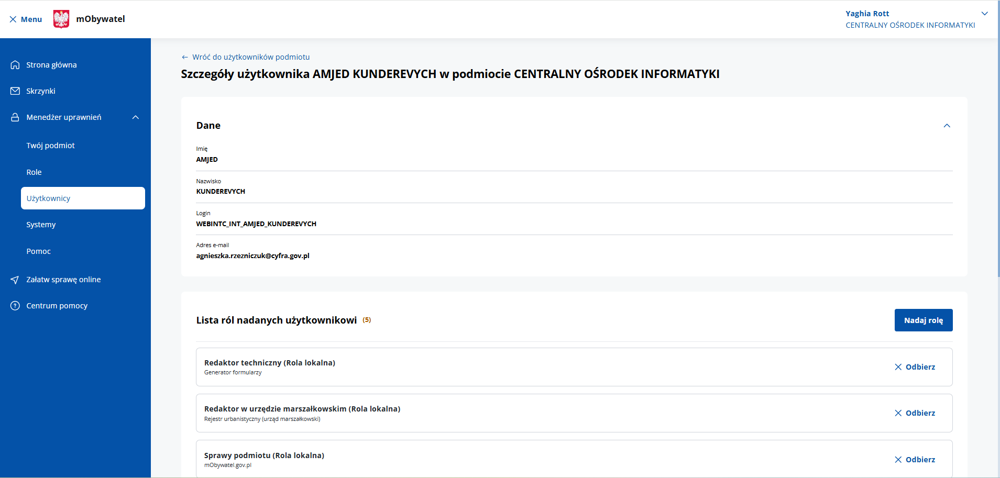 Menu
mObywatel
Yaghia Rott
CENTRALNY OŚRODEK INFORMATYKI
Strona główna
Skrzynki
Menedżer uprawnień
Twój podmiot
Role
Użytkownicy
Systemy
Pomoc
Załatw sprawę online
Centrum pomocy
← Wróć do użytkowników podmiotu
Szczegóły użytkownika AMJED KUNDEREVYCH w podmiocie CENTRALNY OŚRODEK INFORMATYKI
Dane
Imię
AMJED
Nazwisko
KUNDEREVYCH
Login
WEBINTC_INT_AMJED_KUNDEREVYCH
Adres e-mail
agnieszka.rzezniczuk@cyfra.gov.pl
Lista ról nadanych użytkownikowi (5)
Nadaj rolę
Redaktor techniczny (Rola lokalna)
Generator formularzy
Odbierz
Redaktor w urzędzie marszałkowskim (Rola lokalna)
Rejestr urbanistyczny (urząd marszałkowski)
Odbierz
Sprawy podmiotu (Rola lokalna)
mObywatel.gov.pl
Odbierz